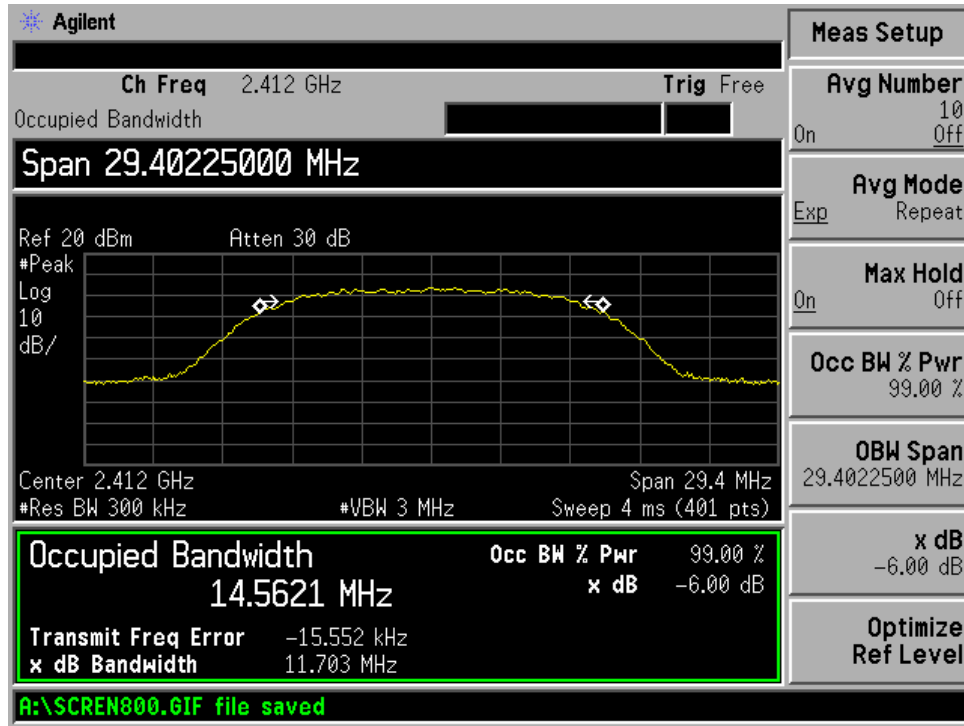 Agilent
Ch Freq 2.412 GHz Trig Free
Occupied Bandwidth
Span 29.40225000 MHz
Ref 20 dBm Atten 30 dB
#Peak
Log
10
dB/
Center 2.412 GHz Span 29.4 MHz
#Res BW 300 kHz #VBW 3 MHz Sweep 4 ms (401 pts)
Occupied Bandwidth Occ BW % Pwr 99.00 %
14.5621 MHz x dB -6.00 dB
Transmit Freq Error -15.552 kHz
x dB Bandwidth 11.703 MHz
A:\SCREN800.GIF file saved
Meas Setup
Avg Number
10
On Off
Avg Mode
Exp Repeat
Max Hold
On Off
Occ BW % Pwr
99.00 %
OBW Span
29.4022500 MHz
x dB
-6.00 dB
Optimize
Ref Level